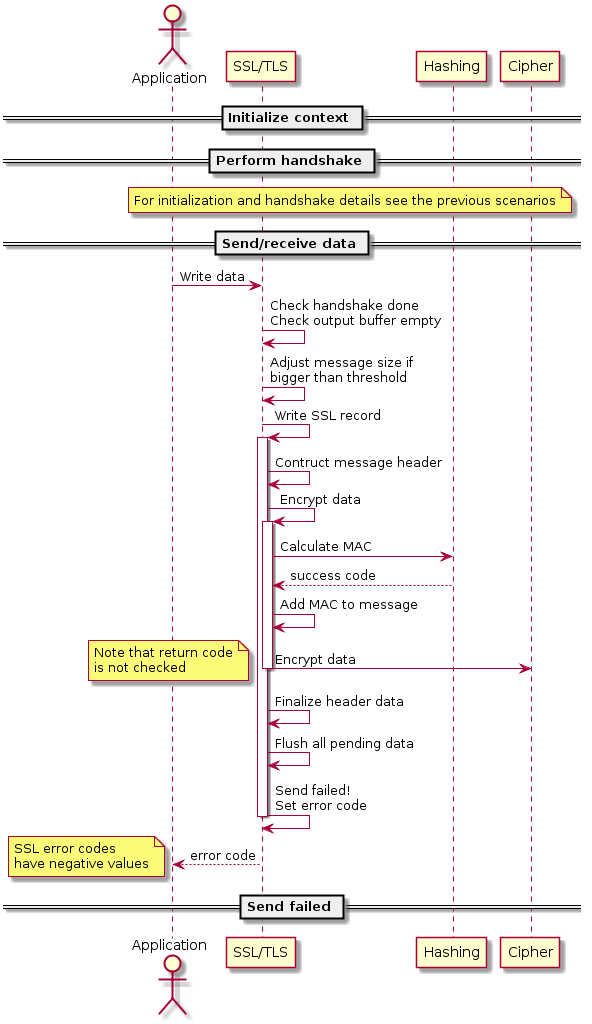 Application
SSL/TLS
Hashing
Cipher
Initialize context
Perform handshake
For initialization and handshake details see the previous scenarios
Send/receive data
Write data
Check handshake done
Check output buffer empty
Adjust message size if
bigger than threshold
Write SSL record
Contruct message header
Encrypt data
Calculate MAC
success code
Add MAC to message
Note that return code
is not checked
Encrypt data
Finalize header data
Flush all pending data
Send failed!
Set error code
SSL error codes
have negative values
error code
Send failed
Application
SSL/TLS
Hashing
Cipher